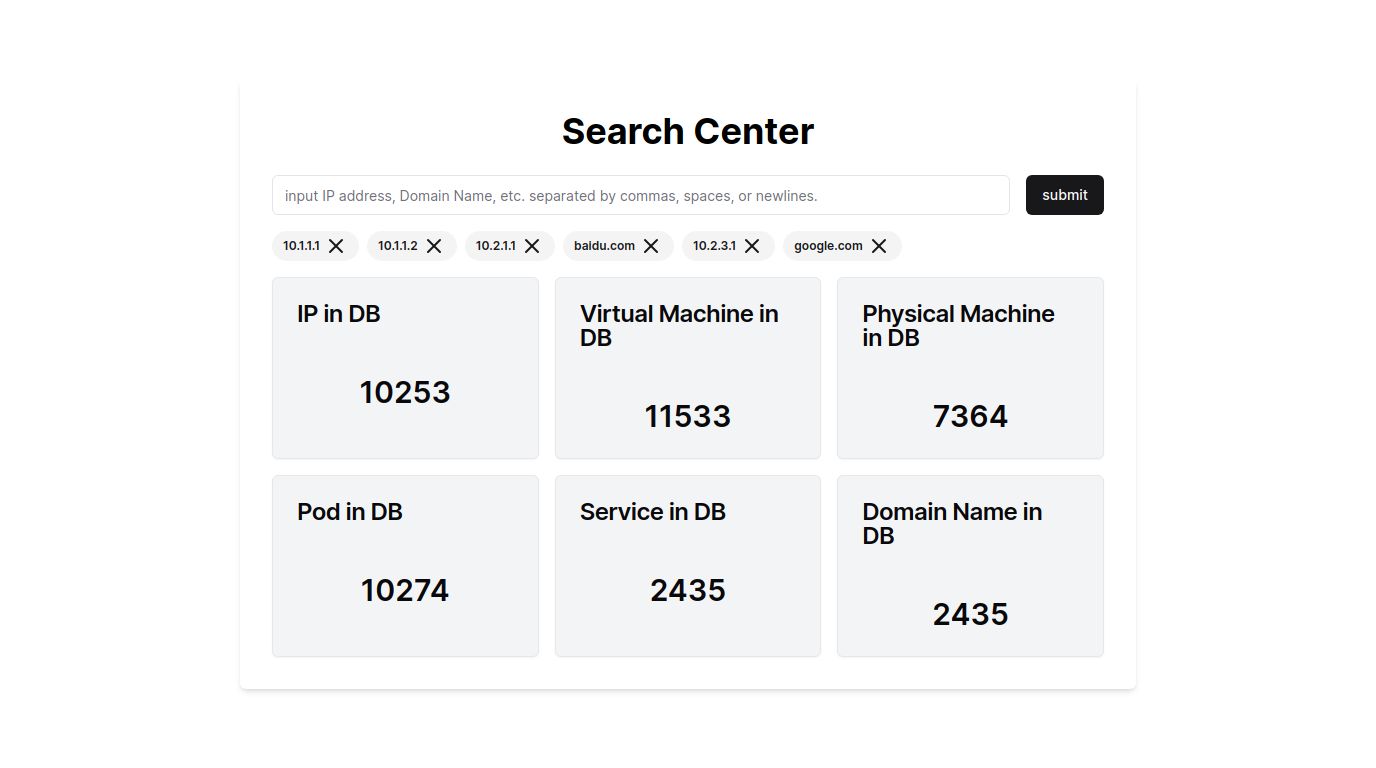 Search Center
input IP address, Domain Name, etc. separated by commas, spaces, or newlines.
submit
10.1.1.1
10.1.1.2
10.2.1.1
baidu.com
10.2.3.1
google.com
IP in DB
10253
Virtual Machine in
DB
11533
Physical Machine
in DB
7364
Pod in DB
10274
Service in DB
2435
Domain Name in
DB
2435